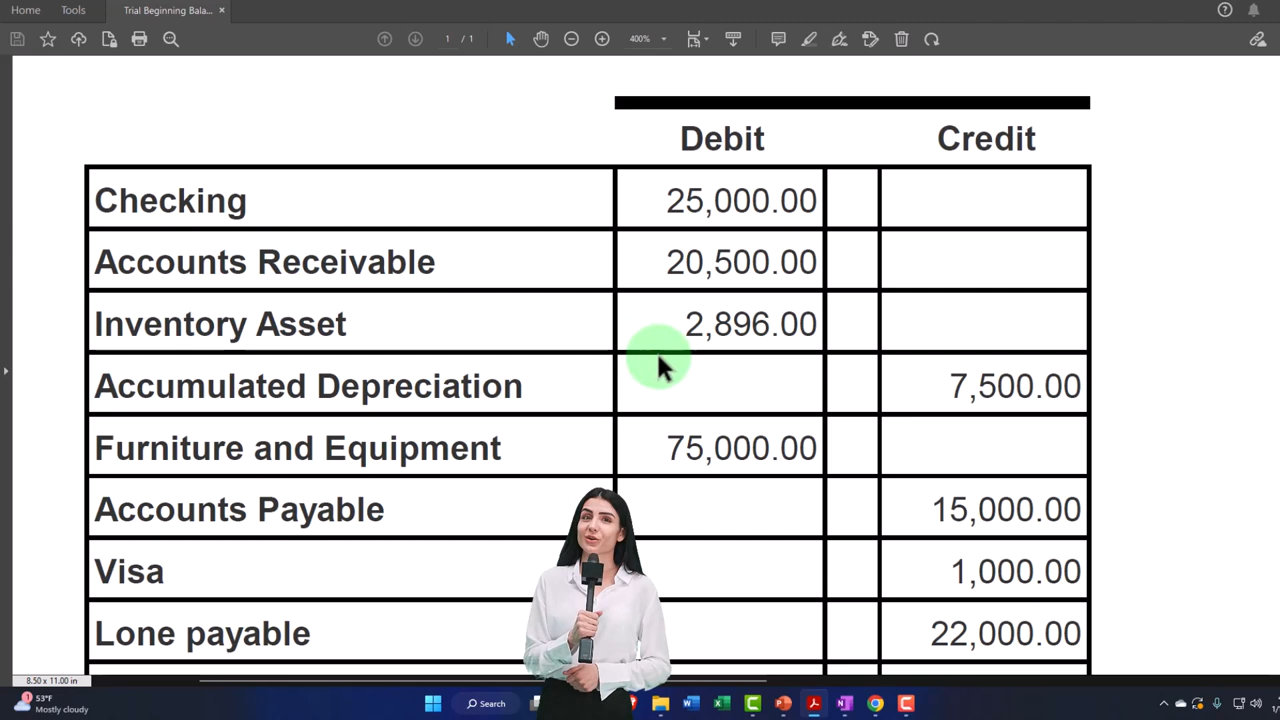 Home Tools Trial Beginning Bala... ×
1 / 1 400%
Debit Credit
Checking 25,000.00
Accounts Receivable 20,500.00
Inventory Asset 2,896.00
Accumulated Depreciation 7,500.00
Furniture and Equipment 75,000.00
Accounts Payable 15,000.00
Visa 1,000.00
Lone payable 22,000.00
8.50 x 11.00 in
1 53°F
Mostly cloudy
Search